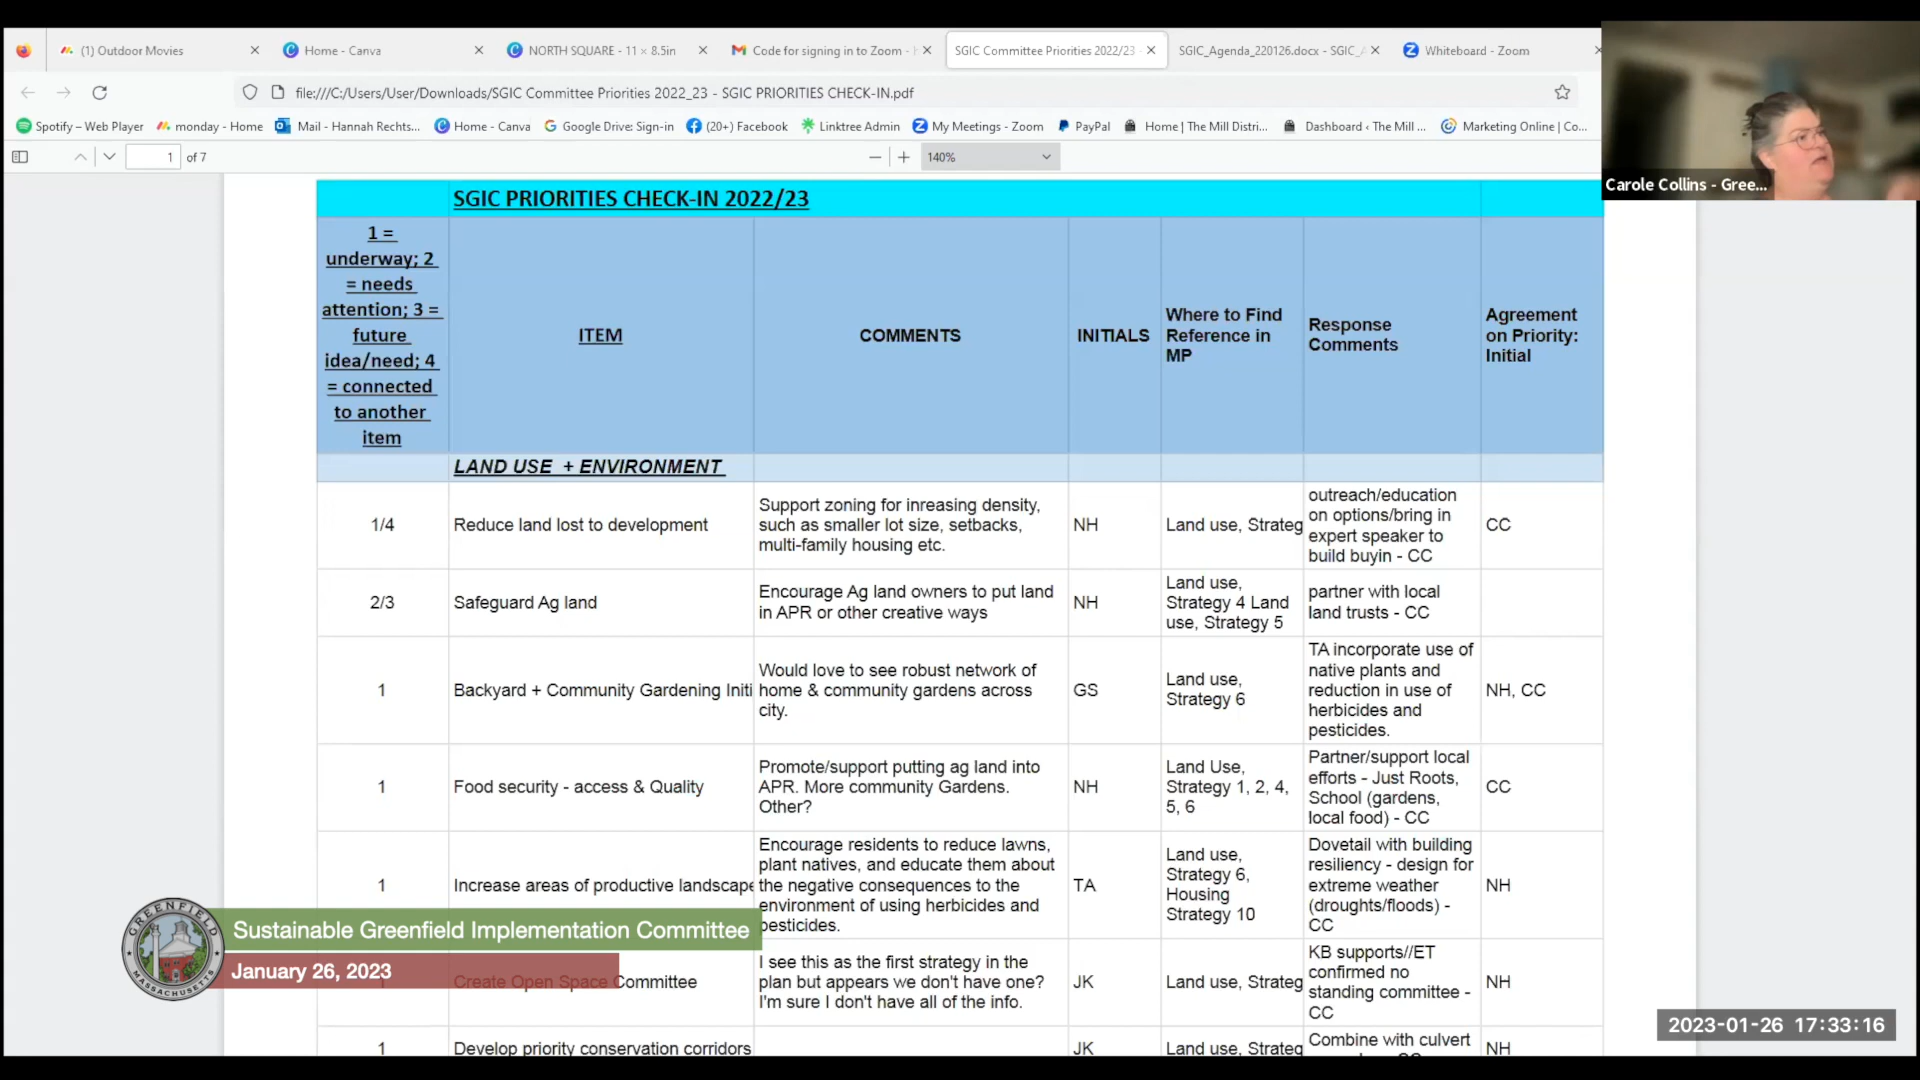 (1) Outdoor Movies
Home - Canva
NORTH SQUARE - 11 × 8.5in
Code for signing in to Zoom -
SGIC Committee Priorities 2022/23
SGIC_Agenda_220126.docx - SGIC_A
Whiteboard - Zoom
file:///C:/Users/User/Downloads/SGIC Committee Priorities 2022_23 - SGIC PRIORITIES CHECK-IN.pdf
Spotify – Web Player
monday - Home
Mail - Hannah Rechts...
Home - Canva
Google Drive: Sign-in
(20+) Facebook
Linktree Admin
My Meetings - Zoom
PayPal
Home | The Mill Distri...
Dashboard ‹ The Mill ...
Marketing Online | Co...
1 of 7
140%
Carole Collins - Gree...
SGIC PRIORITIES CHECK-IN 2022/23
1 =
underway; 2
= needs
attention; 3 =
future
idea/need; 4
= connected
to another
item
ITEM
COMMENTS
INITIALS
Where to Find
Reference in
MP
Response
Comments
Agreement
on Priority:
Initial
LAND USE + ENVIRONMENT
1/4
Reduce land lost to development
Support zoning for inreasing density,
such as smaller lot size, setbacks,
multi-family housing etc.
NH
Land use, Strateg
outreach/education
on options/bring in
expert speaker to
build buyin - CC
CC
2/3
Safeguard Ag land
Encourage Ag land owners to put land
in APR or other creative ways
NH
Land use,
Strategy 4 Land
use, Strategy 5
partner with local
land trusts - CC
1
Backyard + Community Gardening Initi
Would love to see robust network of
home & community gardens across
city.
GS
Land use,
Strategy 6
TA incorporate use of
native plants and
reduction in use of
herbicides and
pesticides.
NH, CC
1
Food security - access & Quality
Promote/support putting ag land into
APR. More community Gardens.
Other?
NH
Land Use,
Strategy 1, 2, 4,
5, 6
Partner/support local
efforts - Just Roots,
School (gardens,
local food) - CC
CC
1
Increase areas of productive landscape
Encourage residents to reduce lawns,
plant natives, and educate them about
the negative consequences to the
environment of using herbicides and
pesticides.
TA
Land use,
Strategy 6,
Housing
Strategy 10
Dovetail with building
resiliency - design for
extreme weather
(droughts/floods) -
CC
NH
Create Open Space Committee
I see this as the first strategy in the
plan but appears we don't have one?
I'm sure I don't have all of the info.
JK
Land use, Strateg
KB supports//ET
confirmed no
standing committee -
CC
NH
1
Develop priority conservation corridors
JK
Land use, Strateg
Combine with culvert
NH
GREENFIELD
MASSACHUSETTS
Sustainable Greenfield Implementation Committee
January 26, 2023
2023-01-26 17:33:16